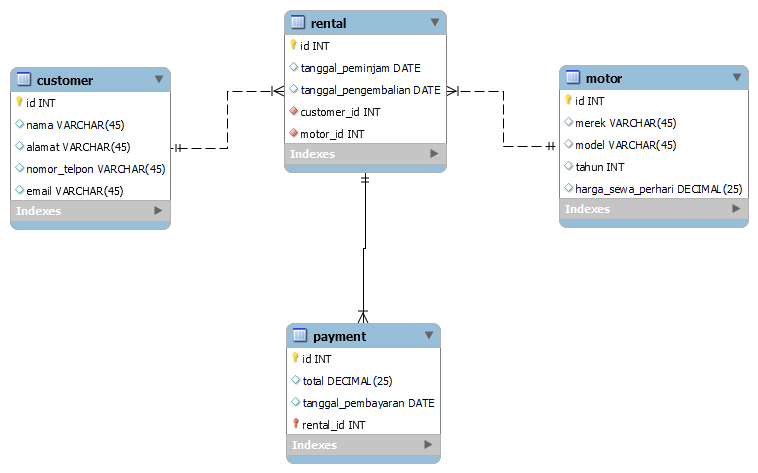 rental
id INT
tanggal_peminjam DATE
tanggal_pengembalian DATE
customer_id INT
motor_id INT
Indexes
customer
id INT
nama VARCHAR(45)
alamat VARCHAR(45)
nomor_telpon VARCHAR(45)
email VARCHAR(45)
Indexes
motor
id INT
merek VARCHAR(45)
model VARCHAR(45)
tahun INT
harga_sewa_perhari DECIMAL(25)
Indexes
payment
id INT
total DECIMAL(25)
tanggal_pembayaran DATE
rental_id INT
Indexes